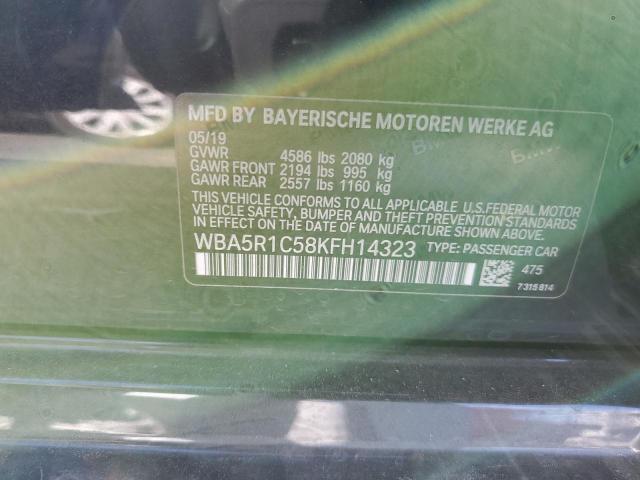 MFD BY BAYERISCHE MOTOREN WERKE AG
05/19
GVWR 4586 lbs 2080 kg
GAWR FRONT 2194 lbs 995 kg
GAWR REAR 2557 lbs 1160 kg
THIS VEHICLE CONFORMS TO ALL APPLICABLE U.S.FEDERAL MOTOR
VEHICLE SAFETY, BUMPER AND THEFT PREVENTION STANDARDS
IN EFFECT ON THE DATE OF MANUFACTURE SHOWN ABOVE.
WBA5R1C58KFH14323 TYPE: PASSENGER CAR
475
7315814